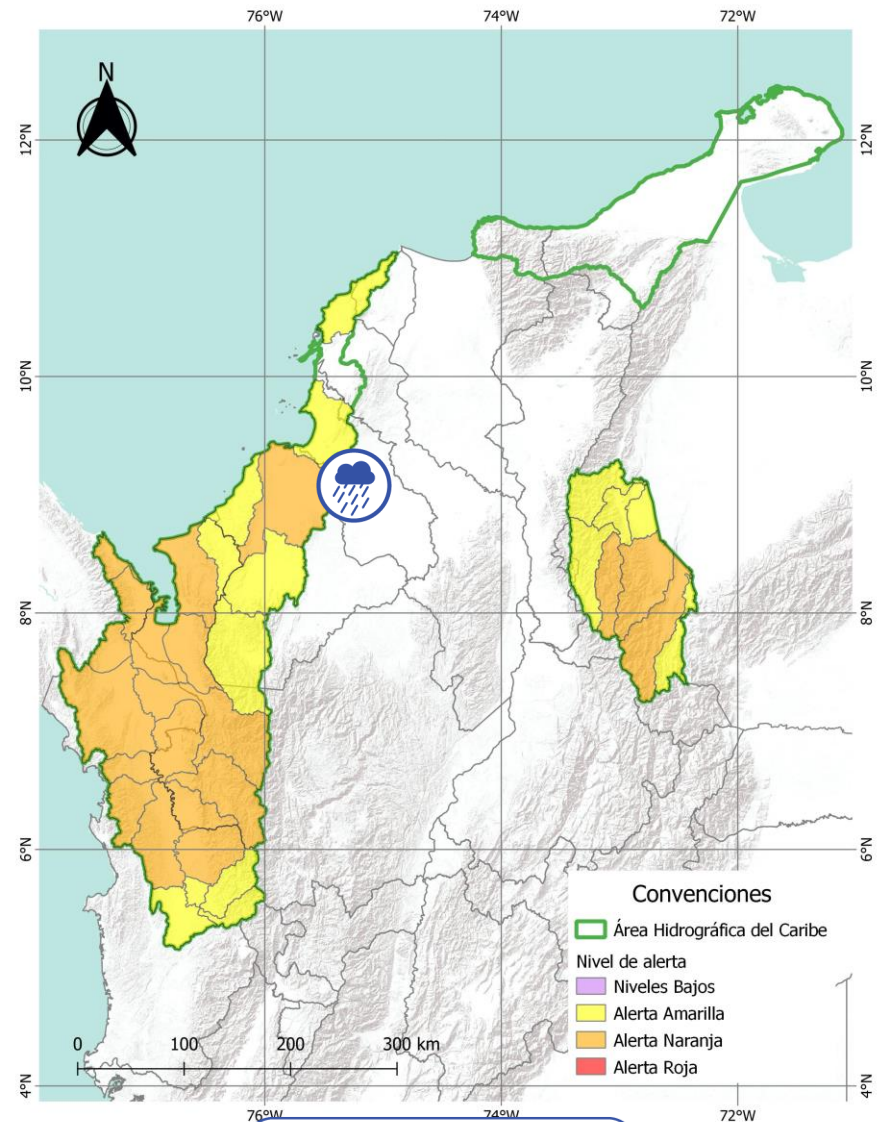 76°W 74°W 72°W
N
12°N 12°N
10°N 10°N
8°N 8°N
6°N 6°N
Convenciones
Área Hidrográfica del Caribe
Nivel de alerta
Niveles Bajos
Alerta Amarilla
Alerta Naranja
Alerta Roja
0 100 200 300 km
4°N 4°N
76°W 74°W 72°W